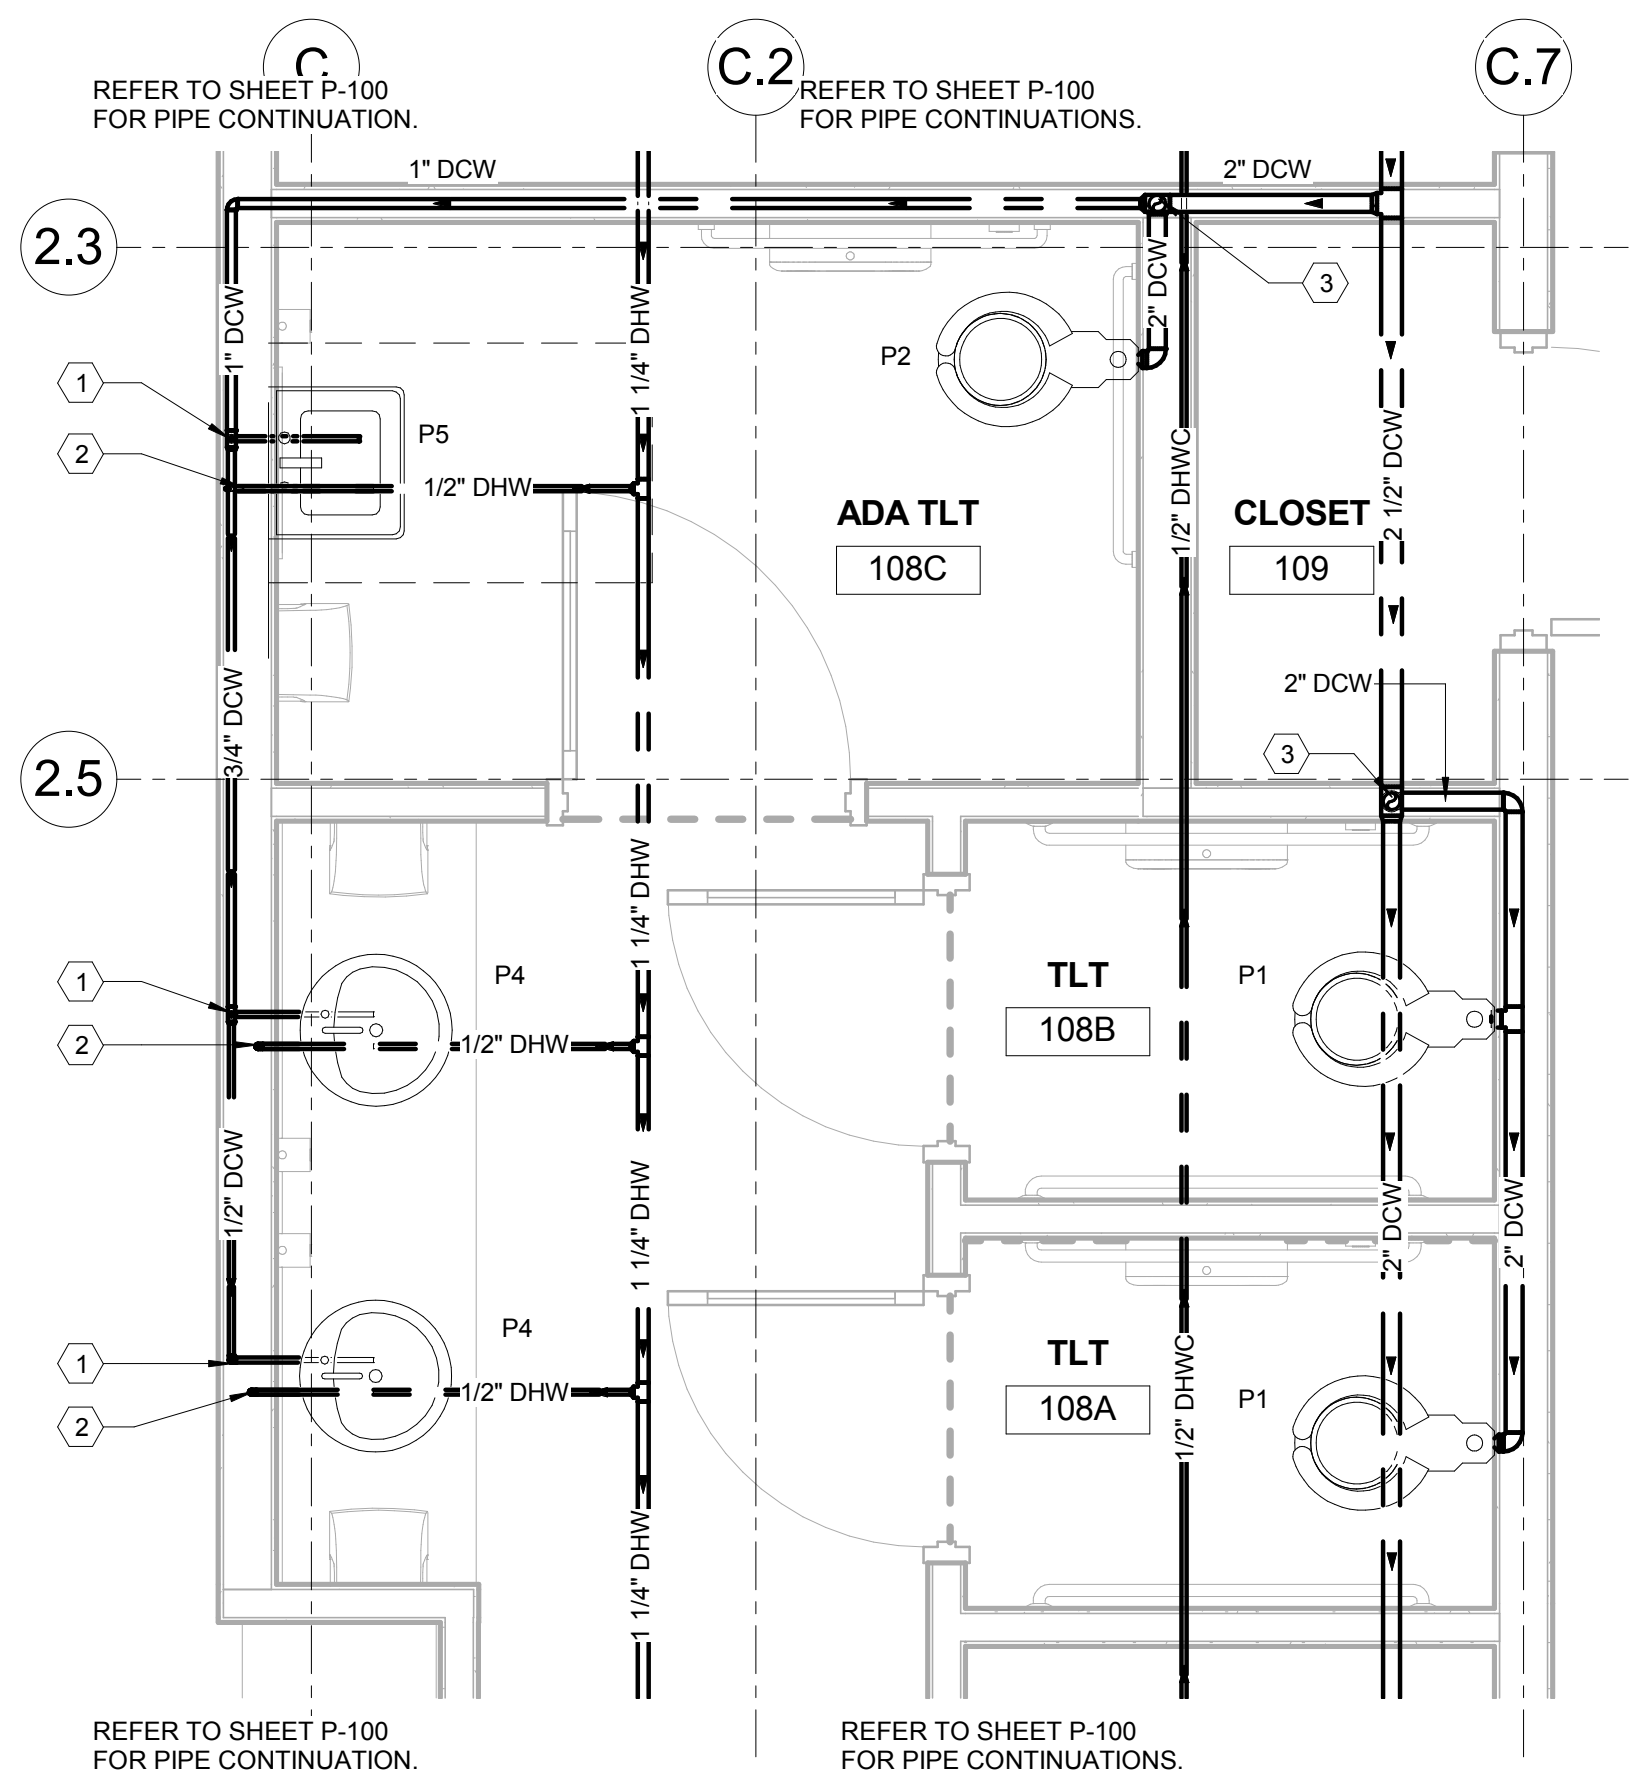 C
C.2
C.7
REFER TO SHEET P-100
FOR PIPE CONTINUATION.
REFER TO SHEET P-100
FOR PIPE CONTINUATIONS.
1" DCW
2" DCW
2.3
2" DCW
3
1" DCW
1 1/4" DHW
P2
1
P5
2
1/2" DHW
1/2" DHWC
2 1/2" DCW
ADA TLT
108C
CLOSET
109
2" DCW
3/4" DCW
3
2.5
1 1/4" DHW
P4
TLT
P1
1
108B
2
1/2" DHW
1/2" DCW
1 1/4" DHW
2" DCW
2" DCW
P4
TLT
1
1/2" DHWC
P1
108A
1/2" DHW
2
1 1/4" DHW
REFER TO SHEET P-100
FOR PIPE CONTINUATION.
REFER TO SHEET P-100
FOR PIPE CONTINUATIONS.